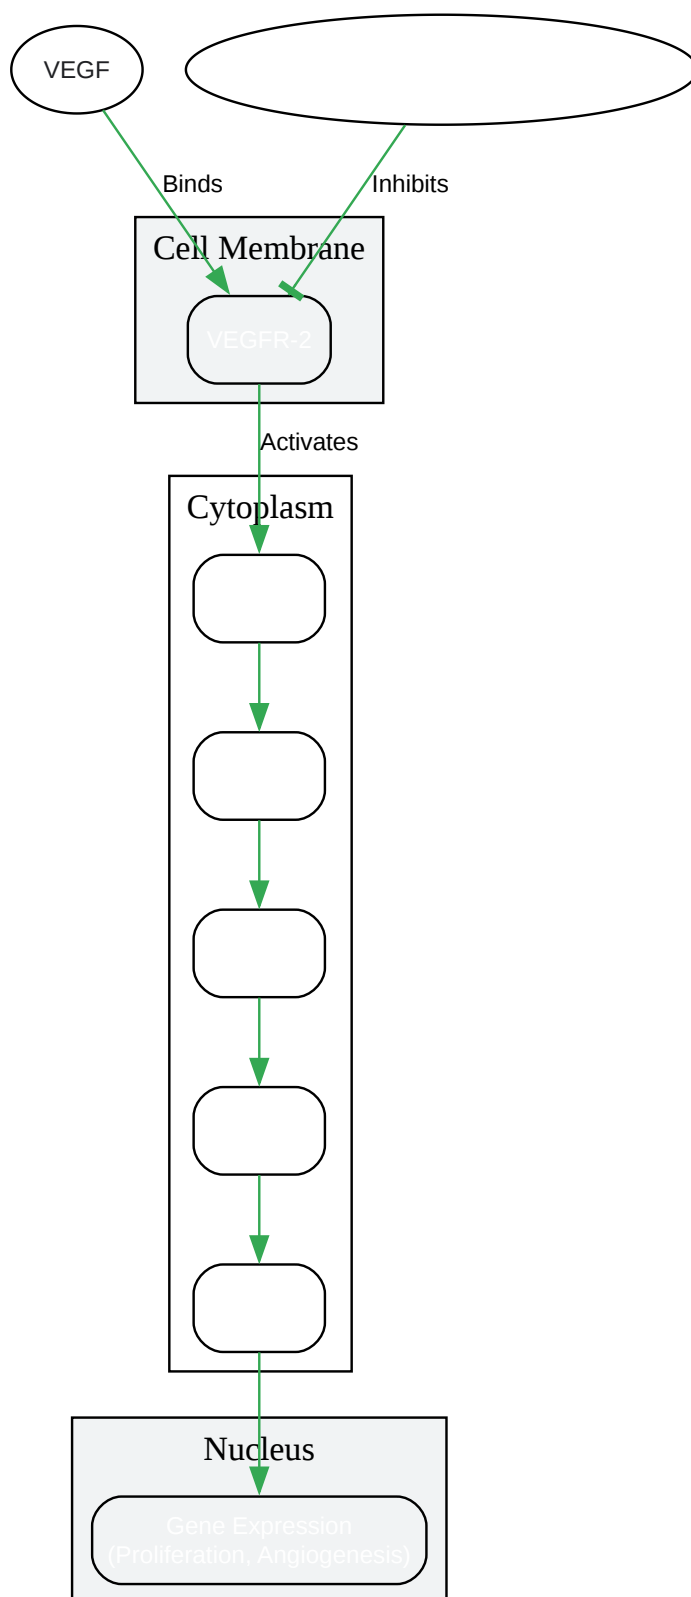 VEGF
Binds
Inhibits
Cell Membrane
VEGFR-2
Activates
Cytoplasm
Nucleus
Gene Expression
(Proliferation, Angiogenesis)